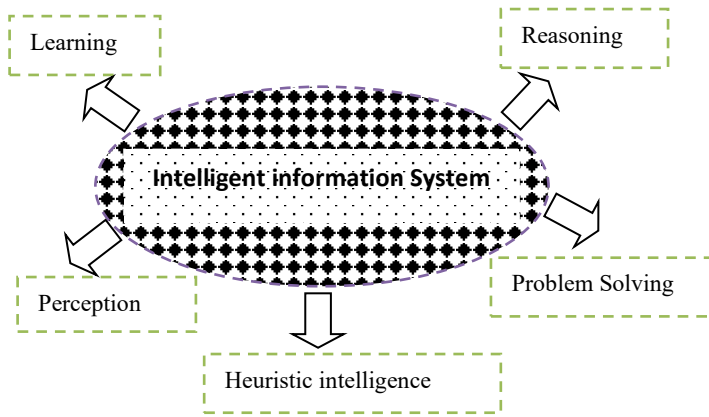 Learning
Reasoning
Intelligent information System
Perception
Problem Solving
Heuristic intelligence